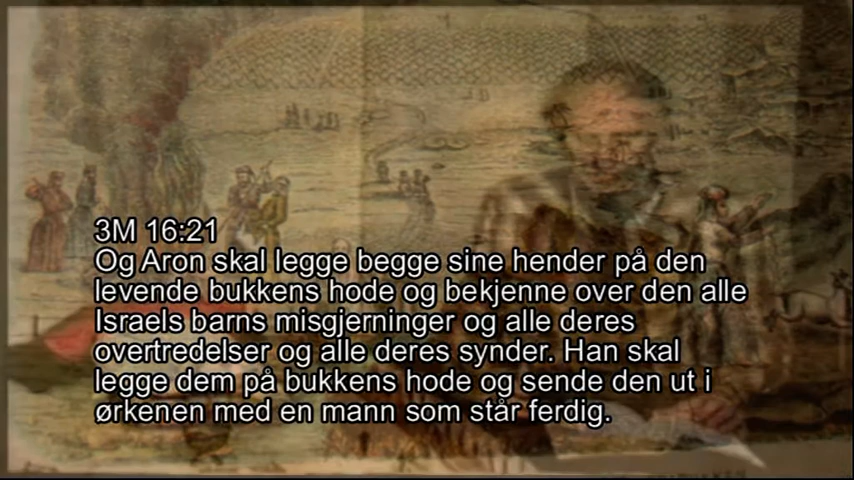 3M 16:21
Og Aron skal legge begge sine hender på den
levende bukkens hode og bekjenne over den alle
Israels barns misgjerninger og alle deres
overtredelser og alle deres synder. Han skal
legge dem på bukkens hode og sende den ut i
ørkenen med en mann som står ferdig.